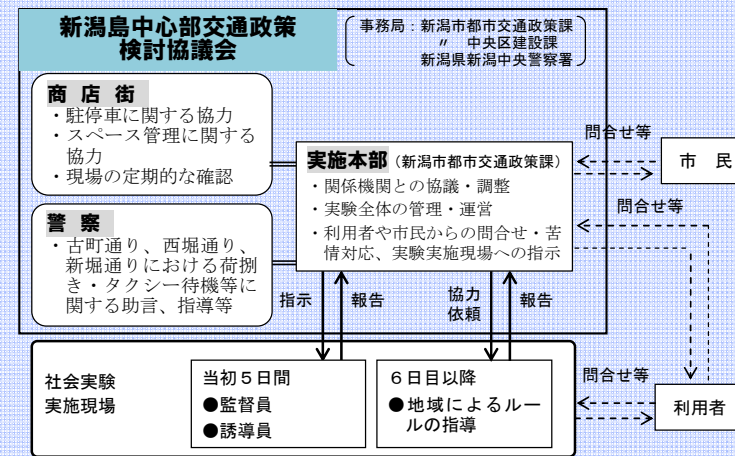 新潟島中心部交通政策
検討協議会
事務局：新潟市都市交通政策課
〃 中央区建設課
新潟県新潟中央警察署
商 店 街
・駐停車に関する協力
・スペース管理に関する
協力
・現場の定期的な確認
警 察
・古町通り、西堀通り、
新堀通りにおける荷捌
き・タクシー待機等に
関する助言、指導等
実施本部（新潟市都市交通政策課）
・関係機関との協議・調整
・実験全体の管理・運営
・利用者や市民からの問合せ・苦
情対応、実験実施現場への指示
問合せ等
市 民
問合せ等
指示
報告
協力
依頼
報告
社会実験
実施現場
当初５日間
●監督員
●誘導員
６日目以降
●地域によるルー
ルの指導
問合せ等
利用者